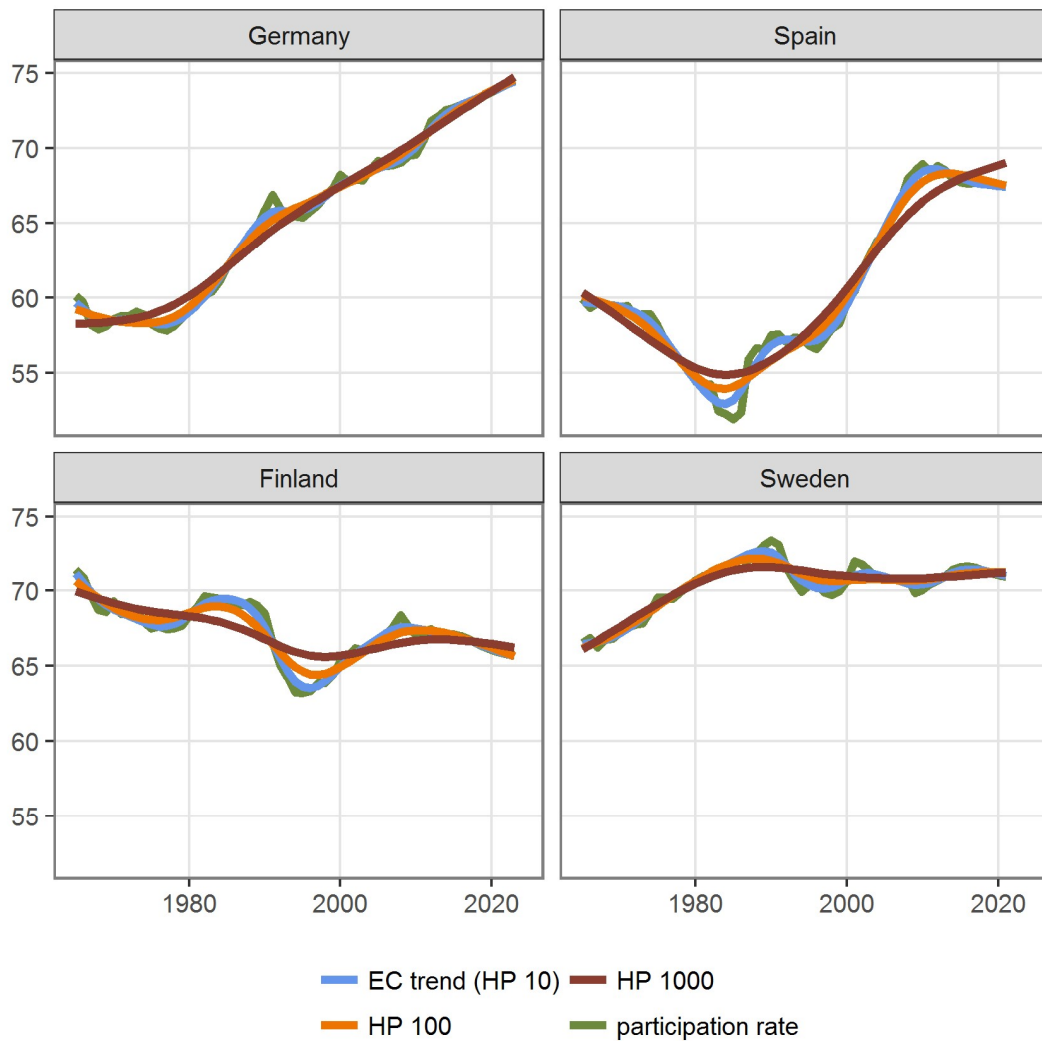 Germany
Spain
75
70
65
60
55
Finland
Sweden
75
70
65
60
55
1980
2000
2020
1980
2000
2020
EC trend (HP 10)
HP 1000
HP 100
participation rate